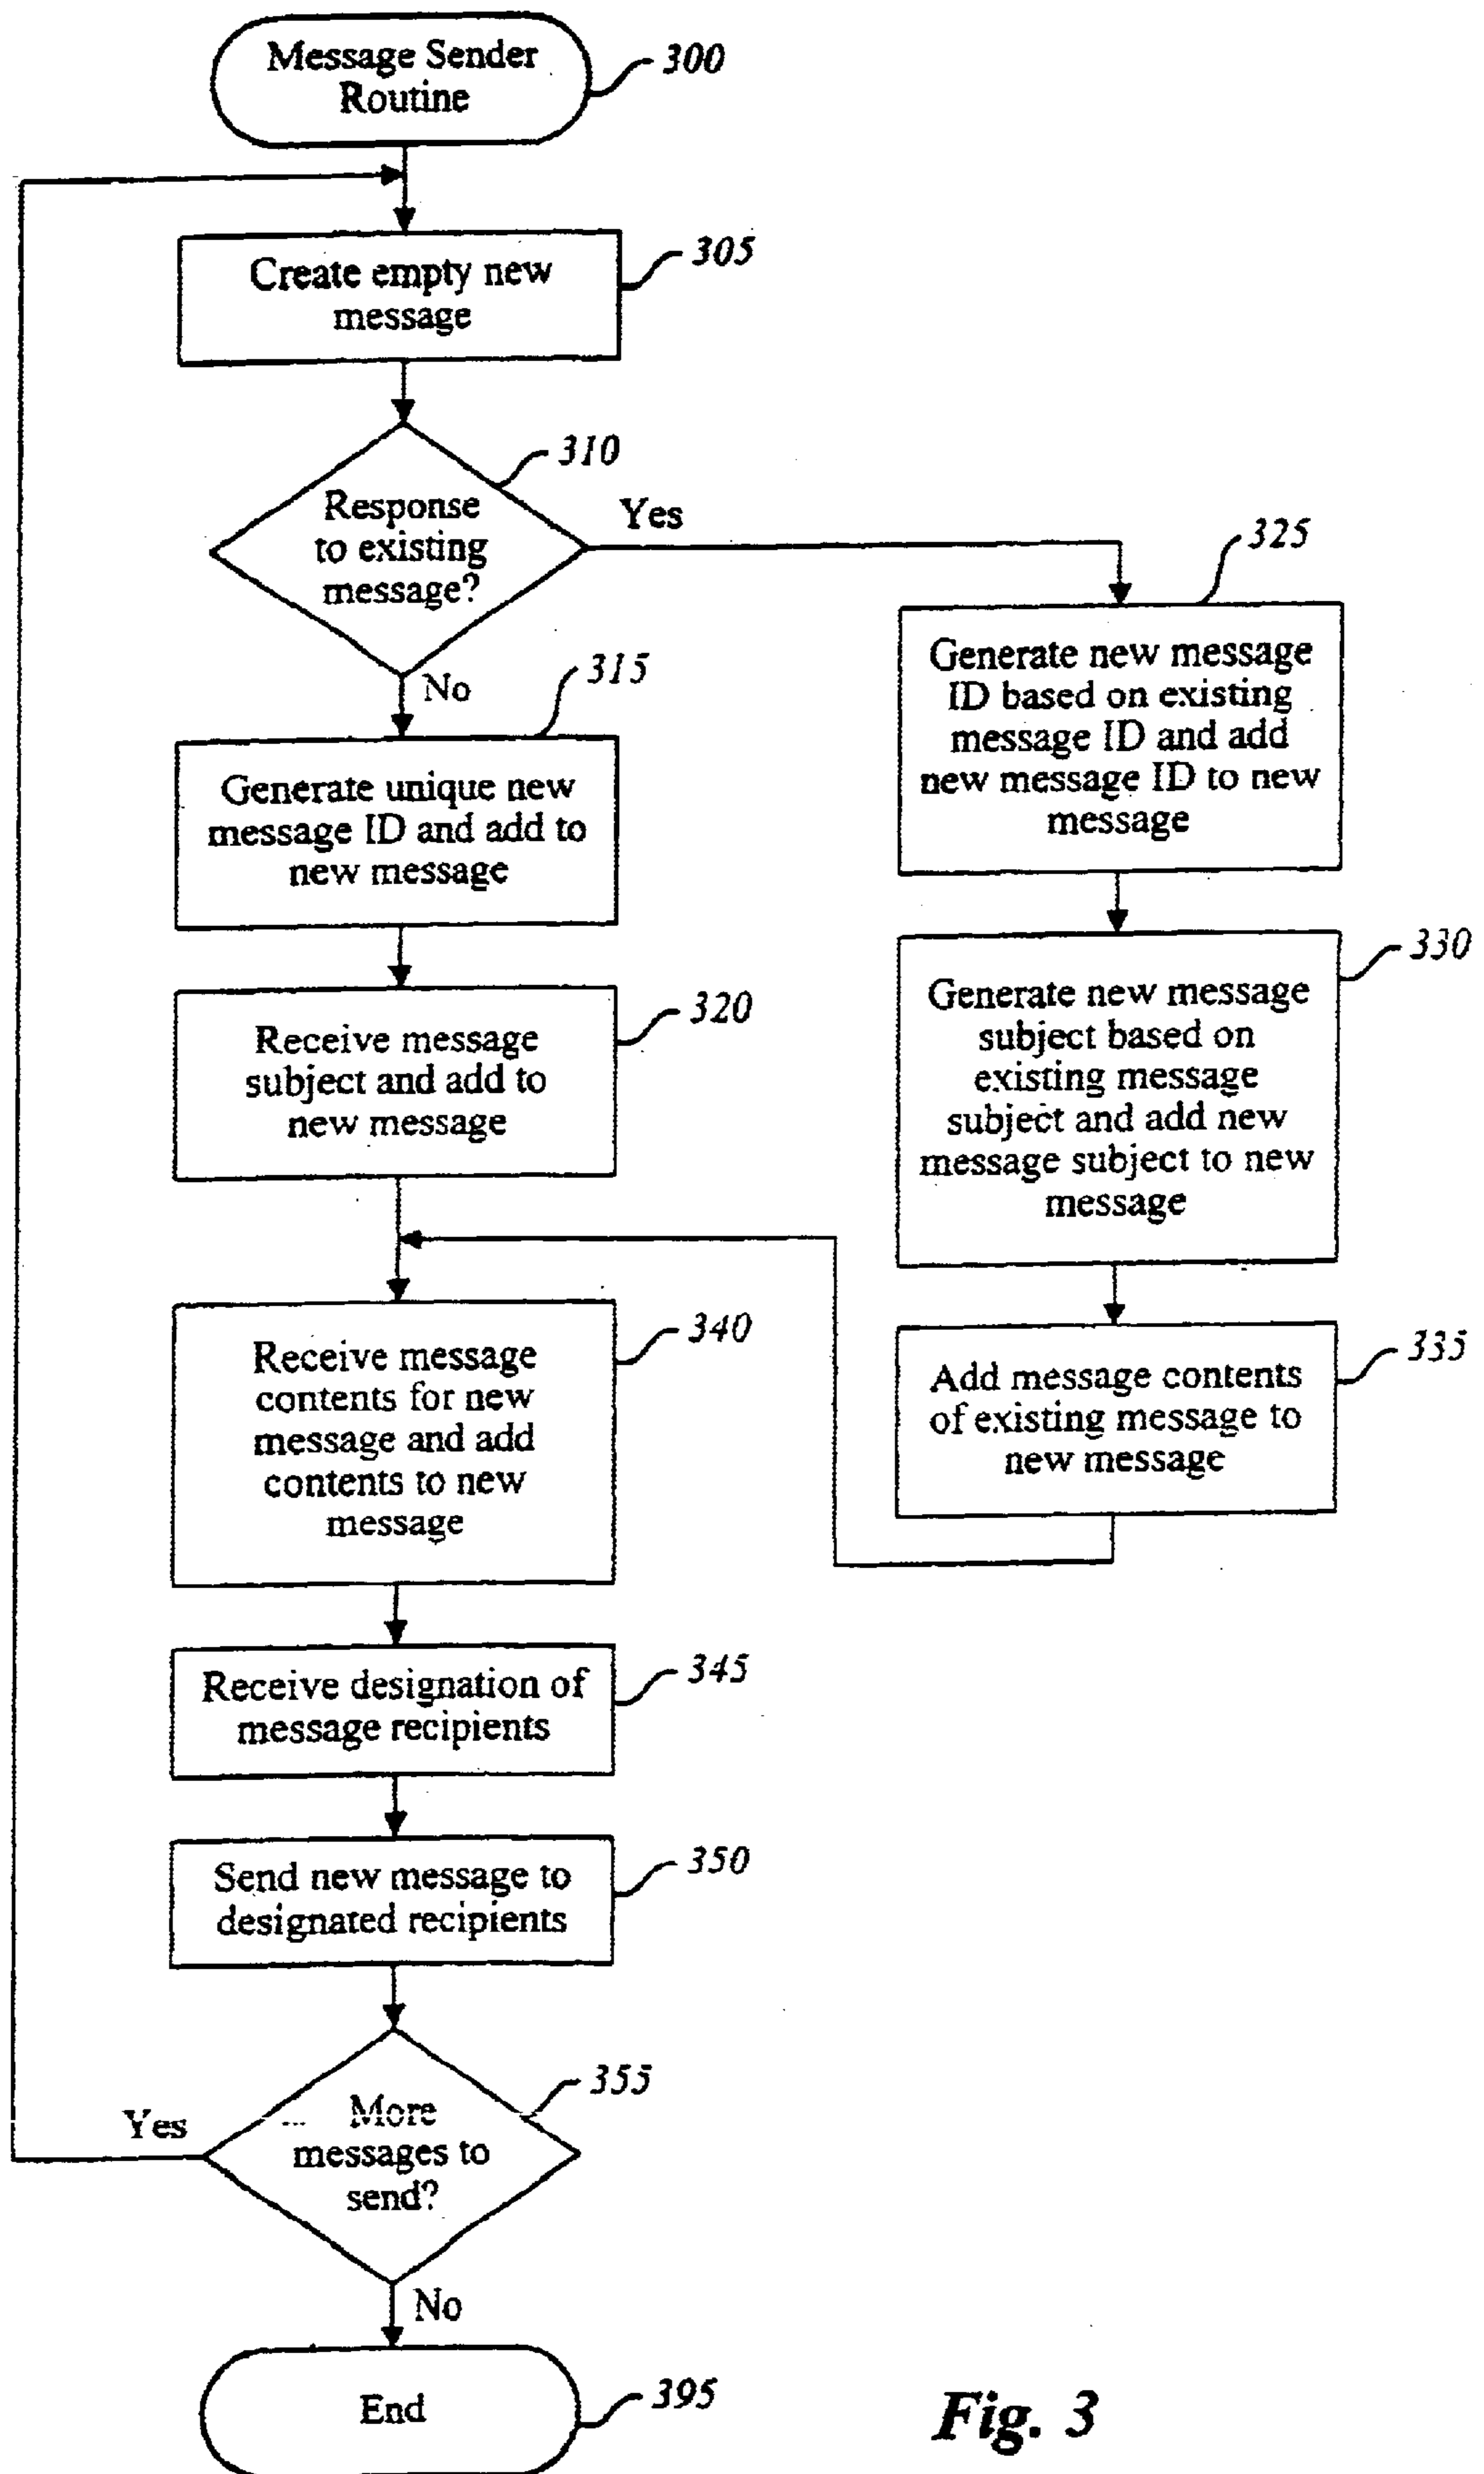 Message Sender
Routine
300
Create empty new
message
305
Response
to existing
message?
310
Yes
No
315
Generate unique new
message ID and add to
new message
325
Generate new message
ID based on existing
message ID and add
new message ID to new
message
Receive message
subject and add to
new message
320
Generate new message
subject based on
existing message
subject and add new
message subject to new
message
330
Receive message
contents for new
message and add
contents to new
message
340
Add message contents
of existing message to
new message
335
Receive designation of
message recipients
345
Send new message to
designated recipients
350
More
messages to
send?
355
Yes
No
End
395
Fig. 3